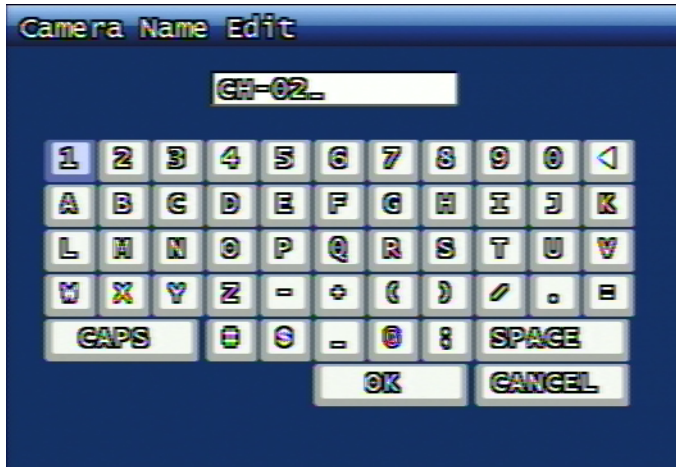 Camera Name Edit
CH-02_
1 2 3 4 5 6 7 8 9 0 ◁
A B C D E F G H I J K
L M N O P Q R S T U V
W X Y Z - + ( ) / . =
CAPS _ @ : SPACE
OK CANCEL